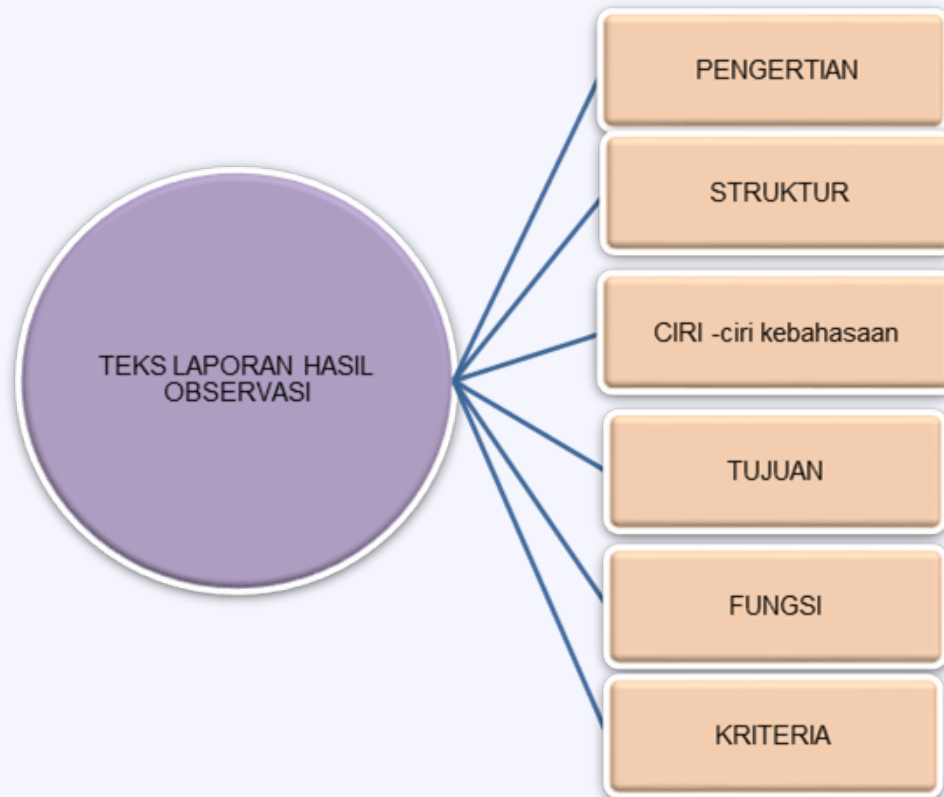 TEKS LAPORAN HASIL
OBSERVASI
PENGERTIAN
STRUKTUR
CIRI -ciri kebahasaan
TUJUAN
FUNGSI
KRITERIA